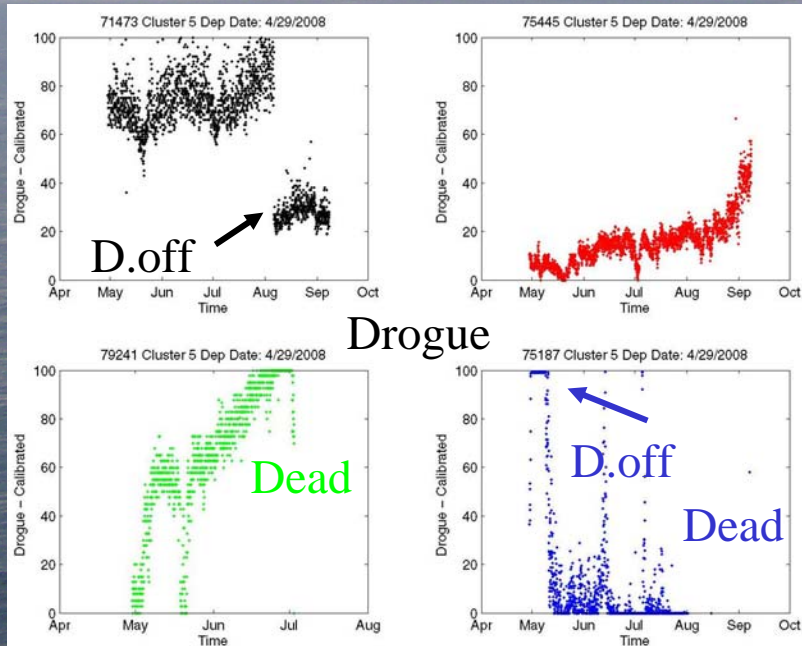 71473 Cluster 5 Dep Date: 4/29/2008
100
80
60
40
20
0
Drogue − Calibrated
D.off
Apr May Jun Jul Aug Sep Oct
Time
75445 Cluster 5 Dep Date: 4/29/2008
100
80
60
40
20
0
Drogue − Calibrated
Apr May Jun Jul Aug Sep Oct
Time
Drogue
79241 Cluster 5 Dep Date: 4/29/2008
100
80
60
40
20
0
Drogue − Calibrated
Dead
Apr May Jun Jul Aug
Time
75187 Cluster 5 Dep Date: 4/29/2008
100
80
60
40
20
0
Drogue − Calibrated
D.off
Dead
Apr May Jun Jul Aug Sep Oct
Time